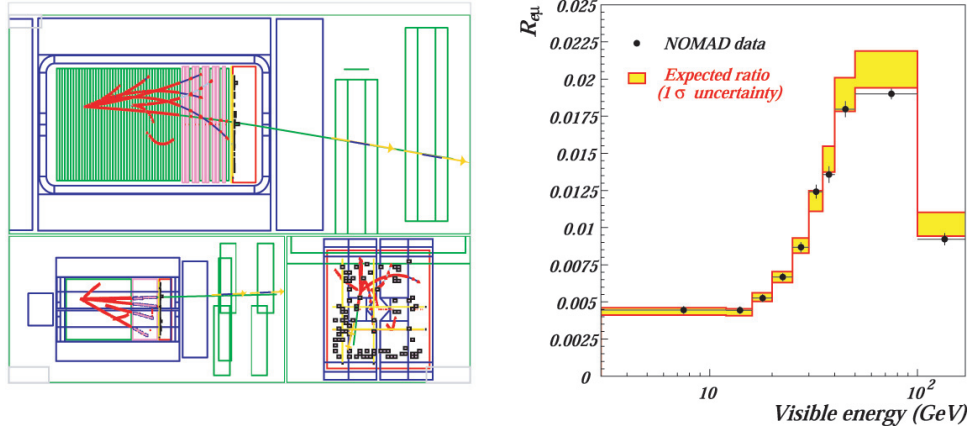 R_eμ
0.025
0.0225
0.02
0.0175
0.015
0.0125
0.01
0.0075
0.005
0.0025
0
NOMAD data
Expected ratio
(1 σ uncertainty)
10
10²
Visible energy (GeV)